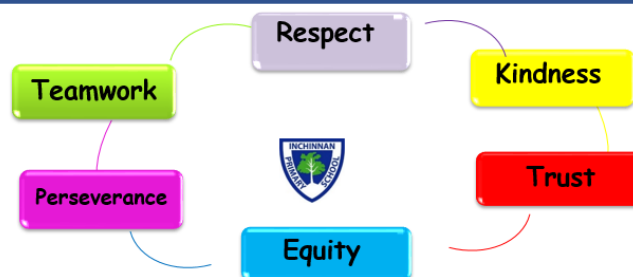 Respect
Kindness
Trust
Equity
Perseverance
Teamwork
INCHINNAN
PRIMARY SCHOOL